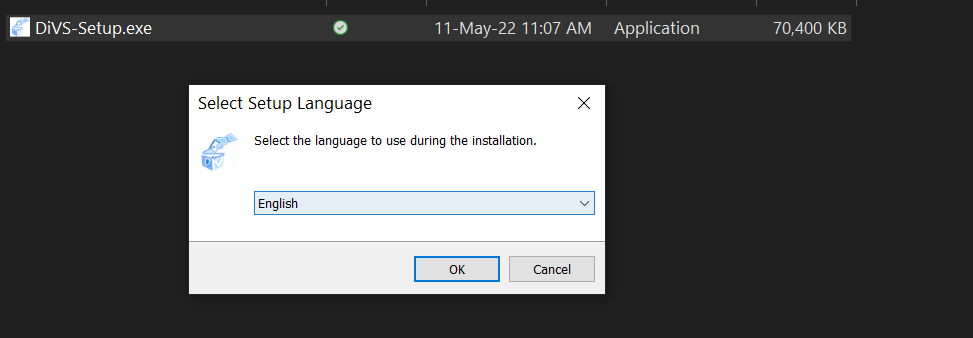 DiVS-Setup.exe 11-May-22 11:07 AM Application 70,400 KB
Select Setup Language
Select the language to use during the installation.
English
OK Cancel